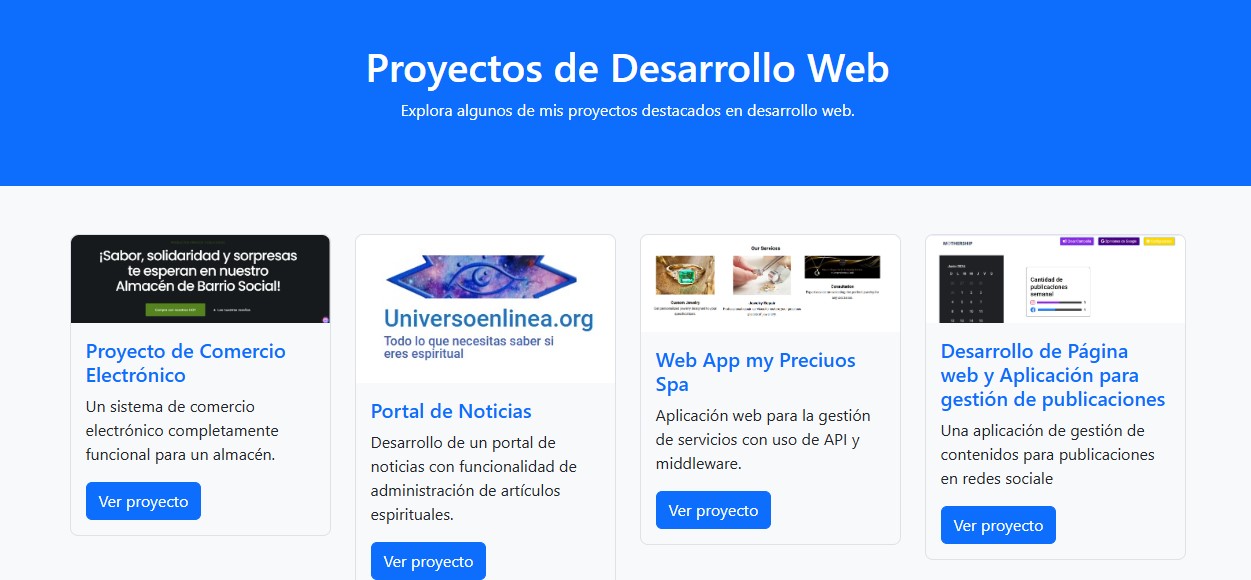 Proyectos de Desarrollo Web
Explora algunos de mis proyectos destacados en desarrollo web.
¡Sabor, solidaridad y sorpresas
te esperan en nuestro
Almacén de Barrio Social!
Proyecto de Comercio
Electrónico
Un sistema de comercio
electrónico completamente
funcional para un almacén.
Ver proyecto
Universoenlinea.org
Todo lo que necesitas saber si
eres espiritual
Portal de Noticias
Desarrollo de un portal de
noticias con funcionalidad de
administración de artículos
espirituales.
Ver proyecto
Our Services
Custom Jewelry
Jewelry Repair
Consultation
Web App my Preciuos
Spa
Aplicación web para la gestión
de servicios con uso de API y
middleware.
Ver proyecto
MOTHERSHIP
Cantidad de
publicaciones
semanal
Desarrollo de Página
web y Aplicación para
gestión de publicaciones
Una aplicación de gestión de
contenidos para publicaciones
en redes sociale
Ver proyecto